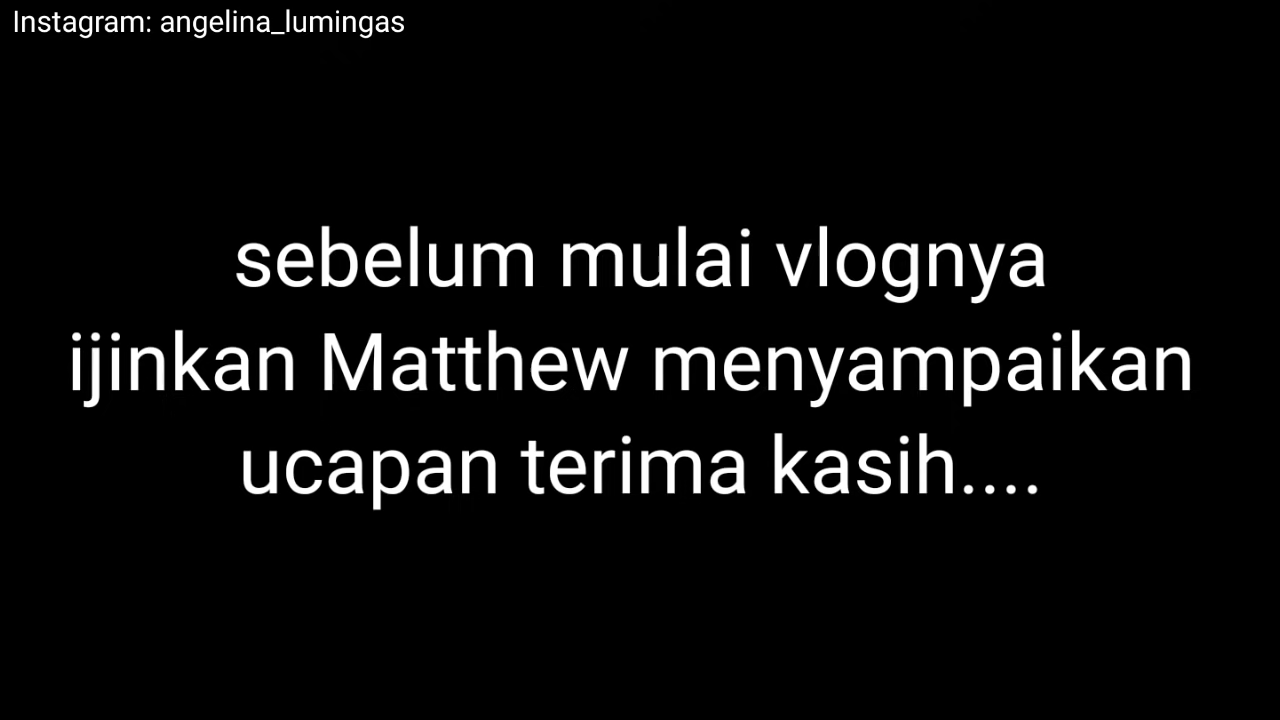 Instagram: angelina_lumingas
sebelum mulai vlognya
ijinkan Matthew menyampaikan
ucapan terima kasih....